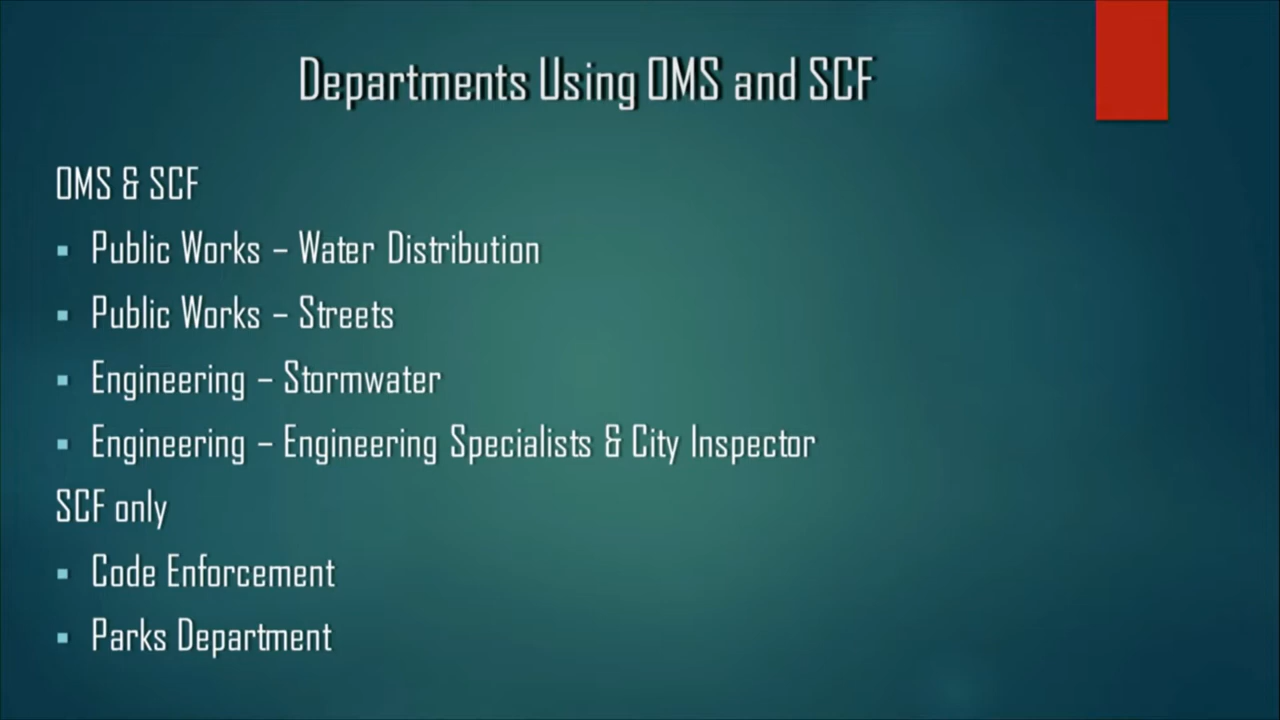 Departments Using OMS and SCF
OMS & SCF
▪ Public Works – Water Distribution
▪ Public Works – Streets
▪ Engineering – Stormwater
▪ Engineering – Engineering Specialists & City Inspector
SCF only
▪ Code Enforcement
▪ Parks Department